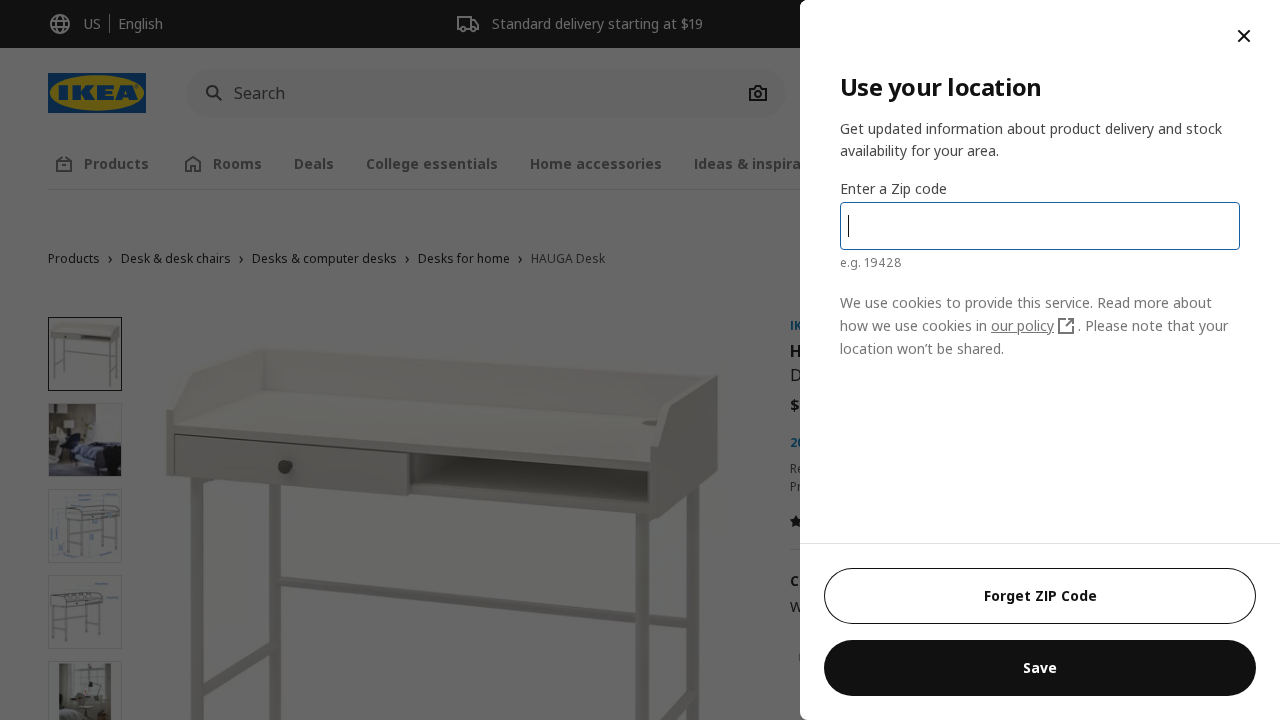 US
English
Standard delivery starting at $19
IKEA
Search
Products
Rooms
Deals
College essentials
Home accessories
Ideas & inspira
Products
Desk & desk chairs
Desks & computer desks
Desks for home
HAUGA Desk
IK
H
D
$
20
Re
Pr
C
W
Use your location
Get updated information about product delivery and stock
availability for your area.
Enter a Zip code
e.g. 19428
We use cookies to provide this service. Read more about
how we use cookies in our policy . Please note that your
location won’t be shared.
Forget ZIP Code
Save